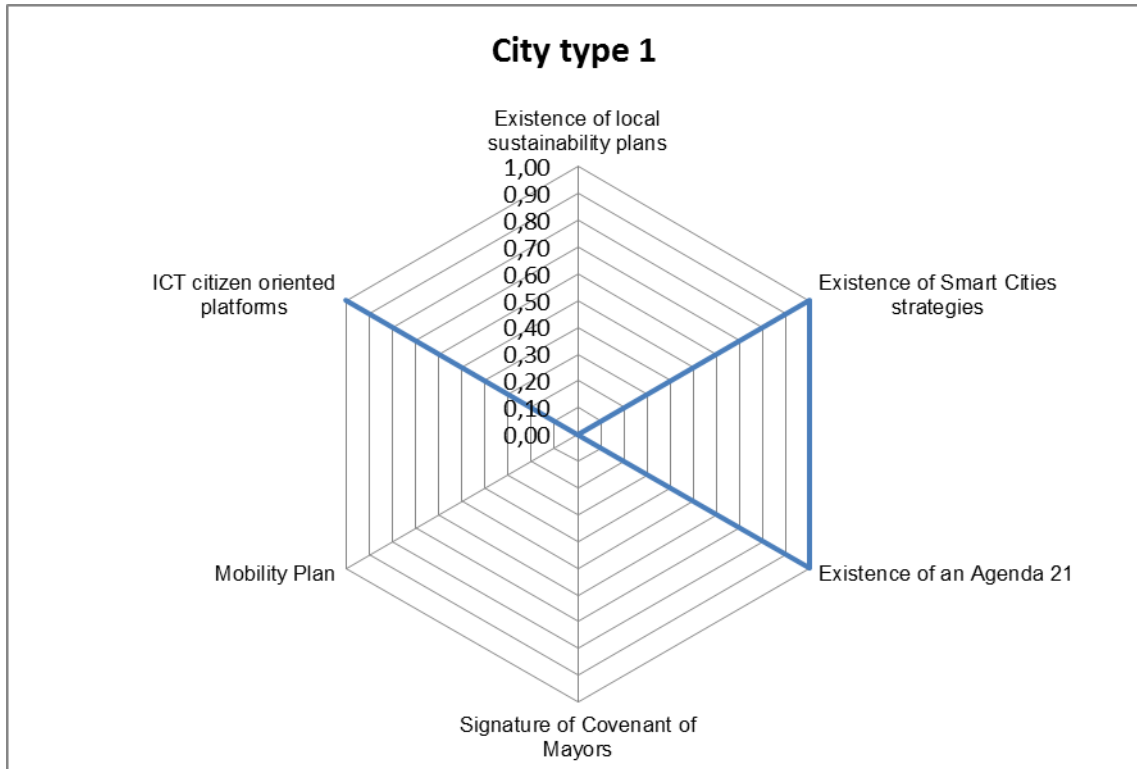 City type 1
Existence of local
sustainability plans
1,00
0,90
0,80
0,70
0,60
0,50
0,40
0,30
0,20
0,10
0,00
Existence of Smart Cities
strategies
Existence of an Agenda 21
Signature of Covenant of
Mayors
Mobility Plan
ICT citizen oriented
platforms